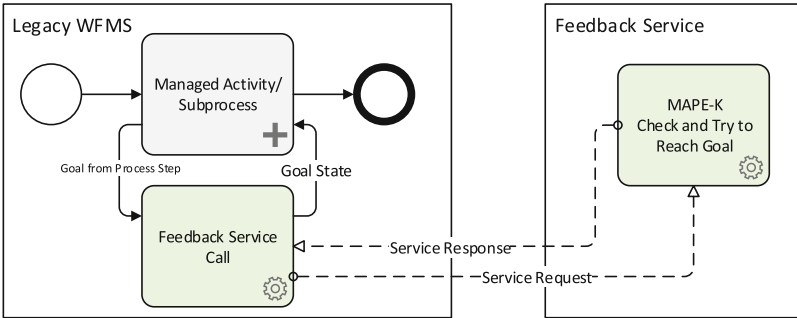 Legacy WFMS
Feedback Service
Managed Activity/
Subprocess
MAPE-K
Check and Try to
Reach Goal
Goal from Process Step
Goal State
Feedback Service
Call
Service Response
Service Request